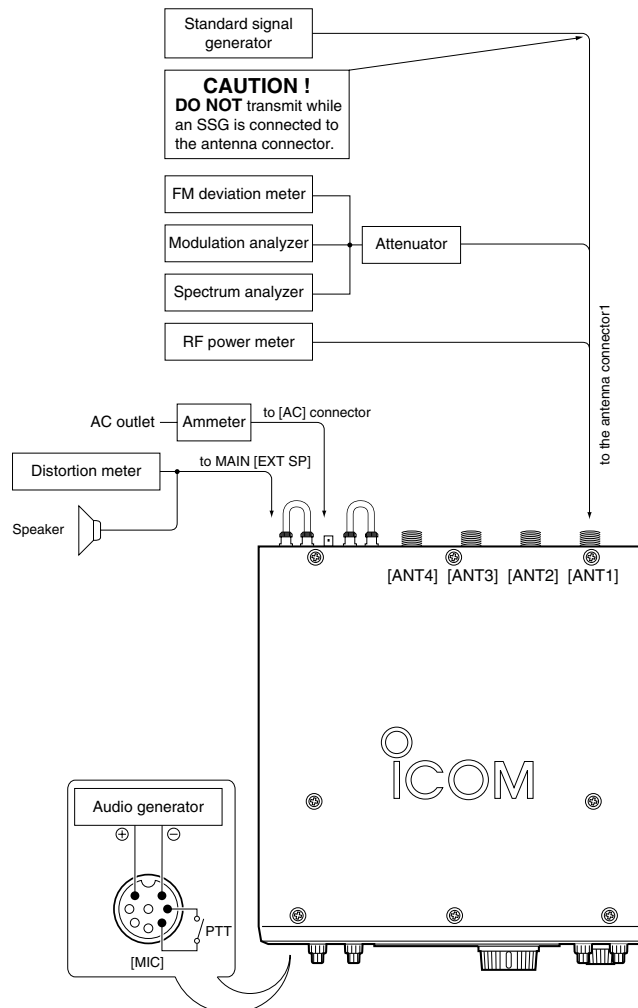 Standard signal
generator
CAUTION !
DO NOT transmit while
an SSG is connected to
the antenna connector.
FM deviation meter
Modulation analyzer
Attenuator
Spectrum analyzer
RF power meter
to the antenna connector1
AC outlet
Ammeter
to [AC] connector
Distortion meter
to MAIN [EXT SP]
Speaker
[ANT4] [ANT3] [ANT2] [ANT1]
ICOM
Audio generator
⊕ ⊖
PTT
[MIC]